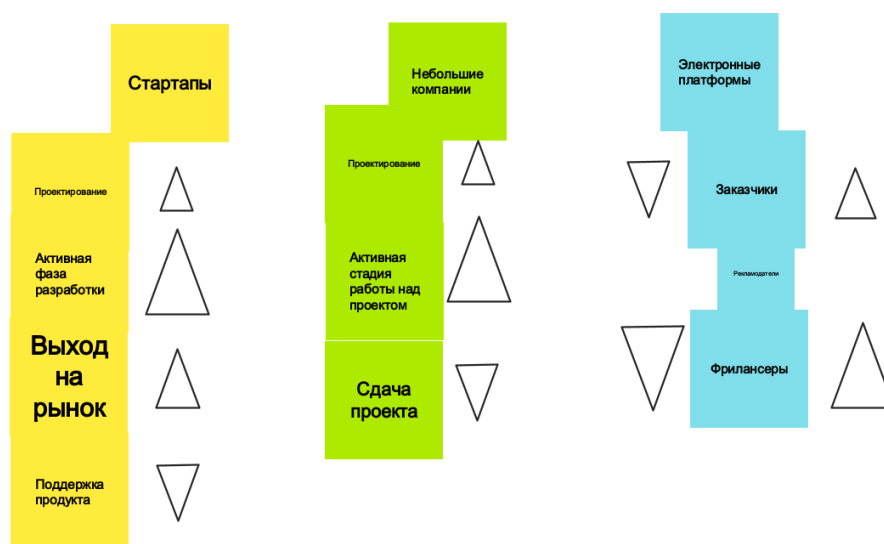 Стартапы
Проектирование
Активная
фаза
разработки
Выход
на
рынок
Поддержка
продукта
Небольшие
компании
Проектирование
Активная
стадия
работы над
проектом
Сдача
проекта
Электронные
платформы
Заказчики
Рекламодатели
Фрилансеры